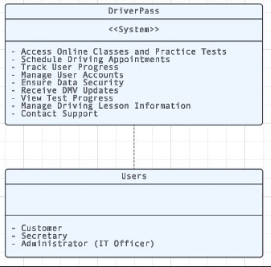 DriverPass
<<System>>
- Access Online Classes and Practice Tests
- Schedule Driving Appointments
- Track User Progress
- Manage User Accounts
- Ensure Data Security
- Receive DMV Updates
- View Test Progress
- Manage Driving Lesson Information
- Contact Support
Users
- Customer
- Secretary
- Administrator (IT Officer)